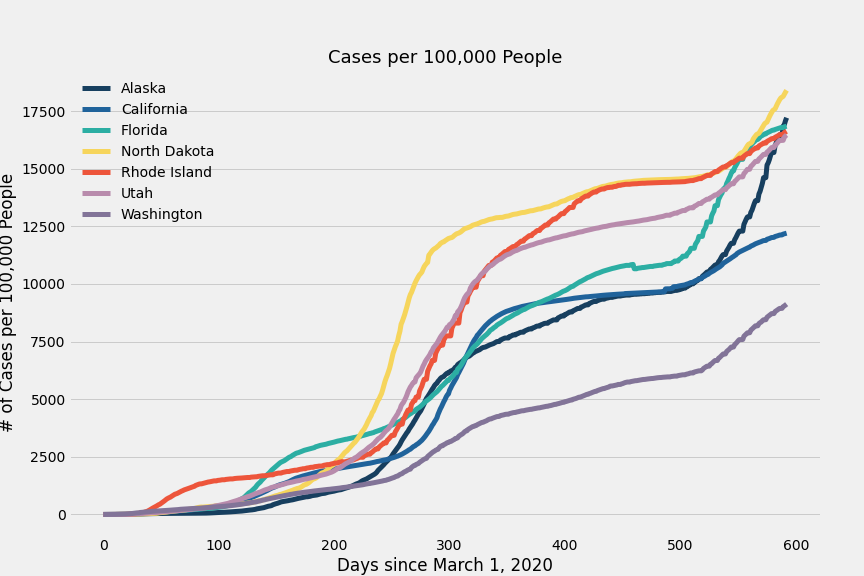 Cases per 100,000 People
Alaska
California
Florida
North Dakota
Rhode Island
Utah
Washington
17500
15000
12500
10000
7500
5000
2500
0
# of Cases per 100,000 People
0 100 200 300 400 500 600
Days since March 1, 2020